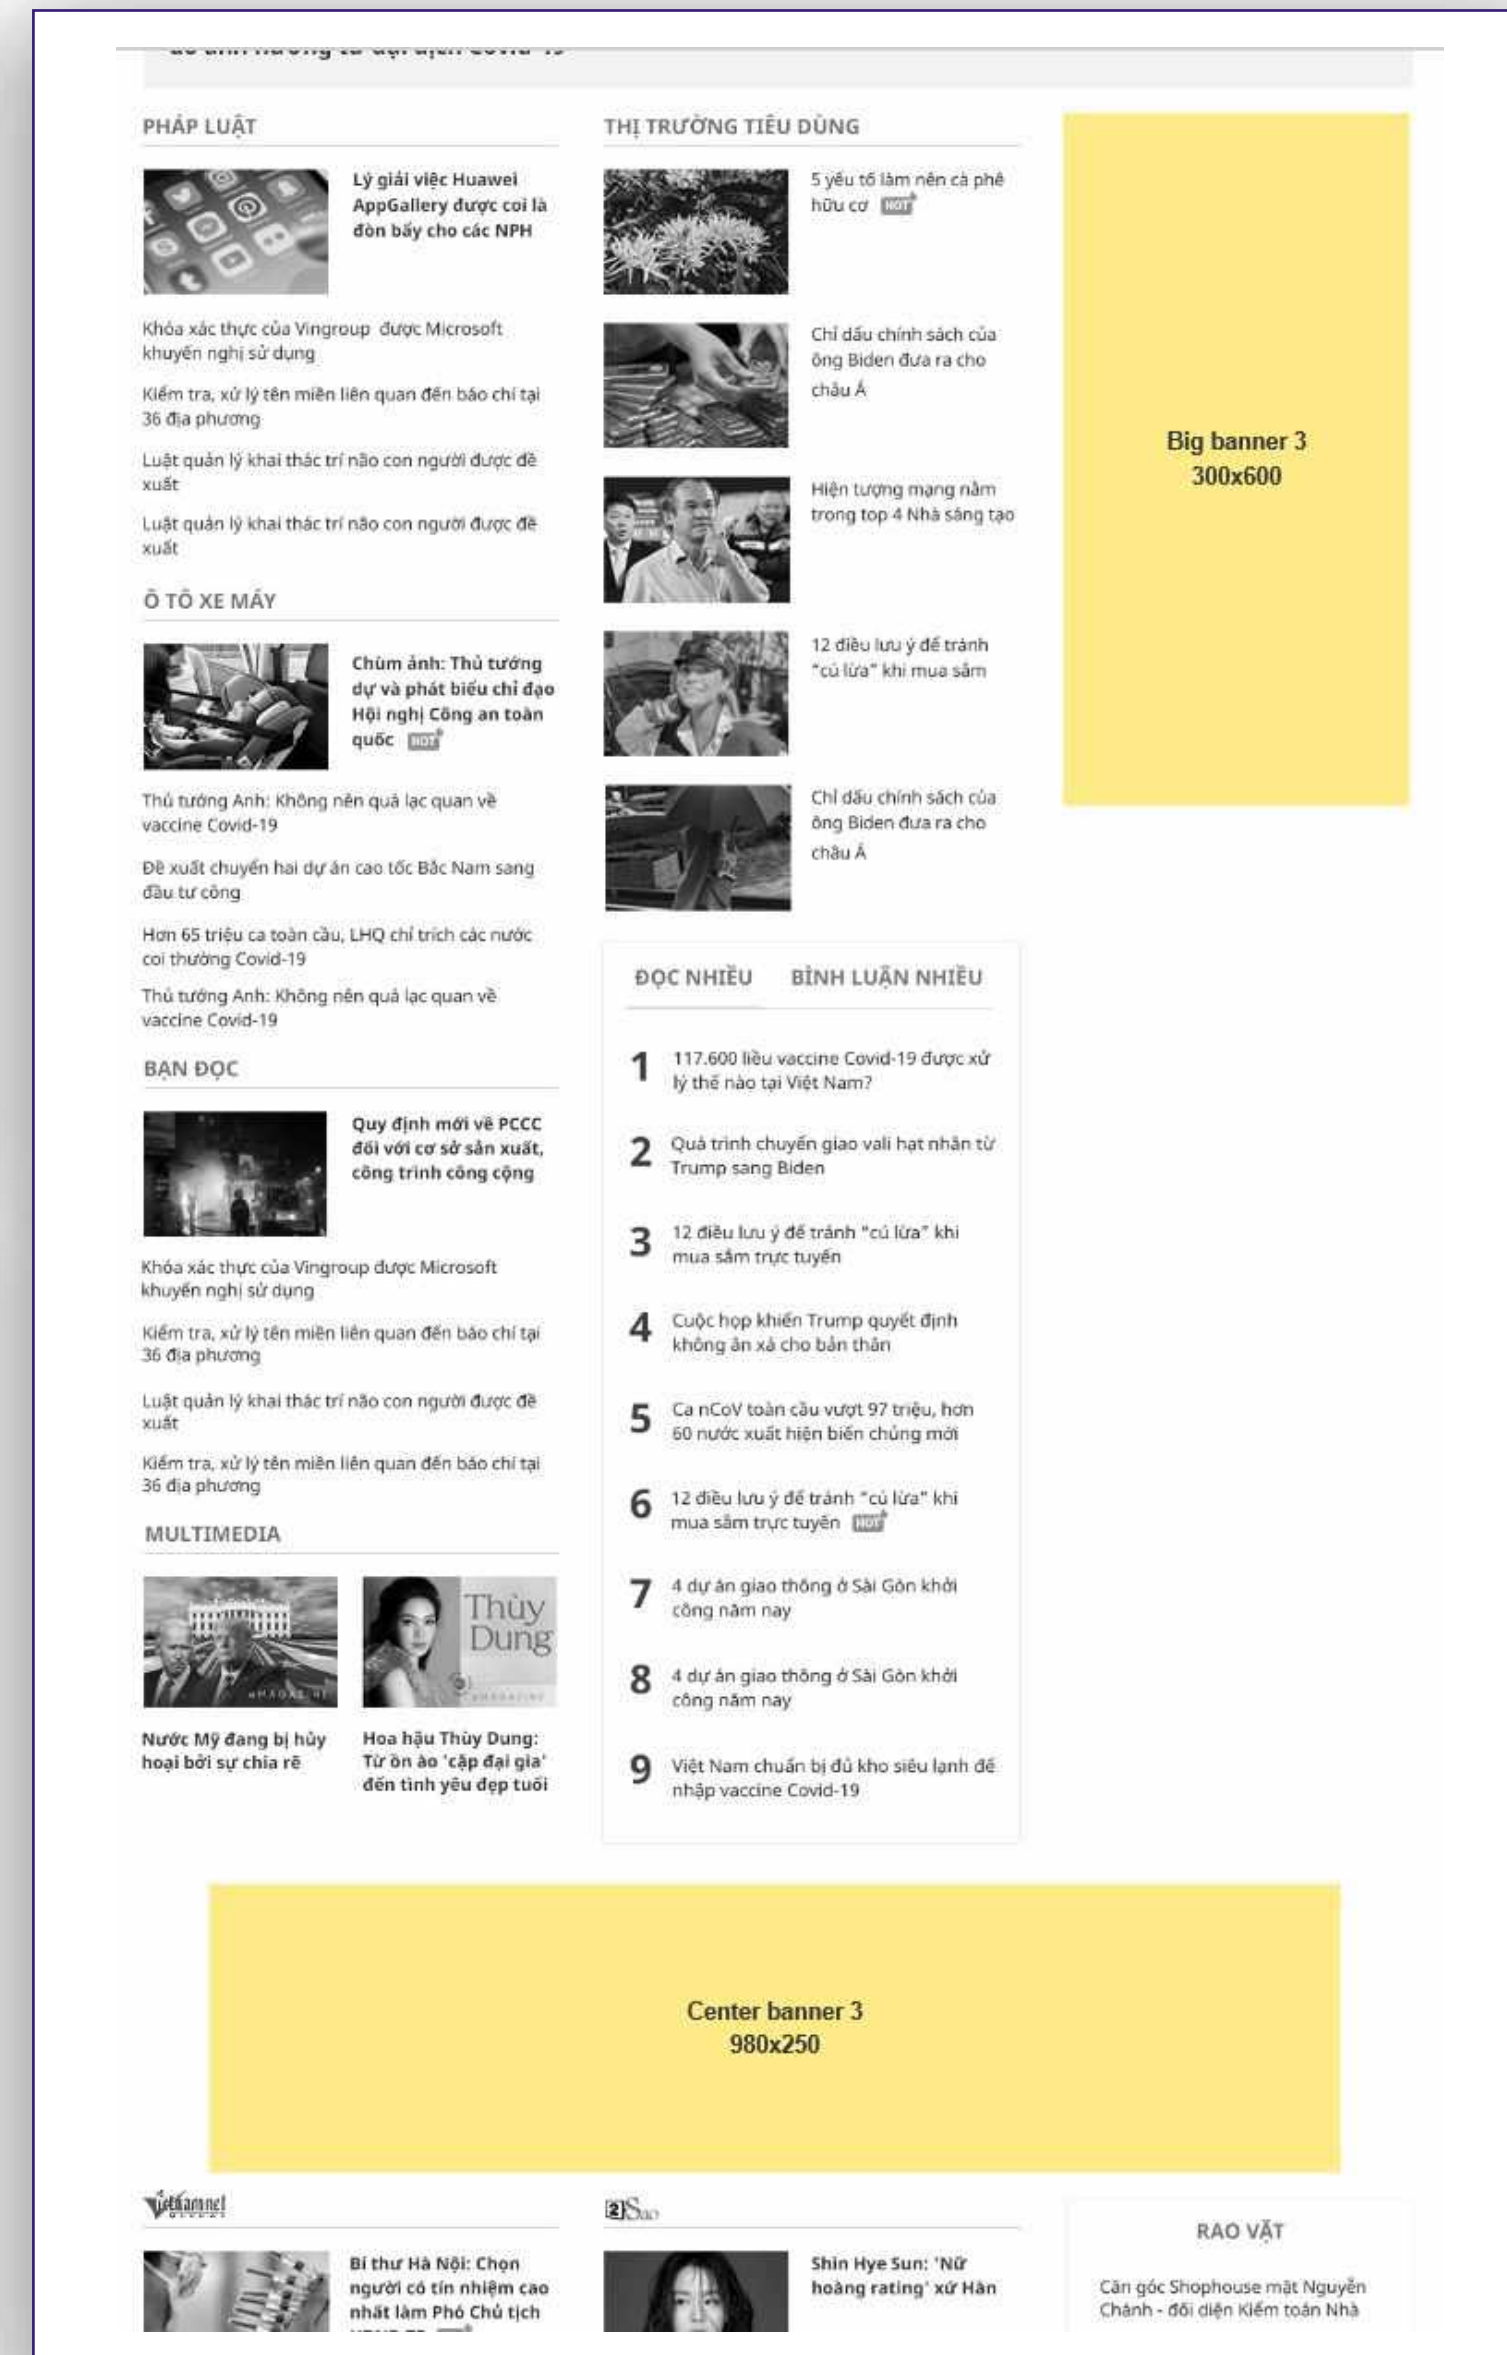 PHÁP LUẬT
Lý giải việc Huawei
AppGallery được coi là
đòn bẩy cho các NPH
Khóa xác thực của Vingroup được Microsoft
khuyến nghị sử dụng
Kiểm tra, xử lý tên miền liên quan đến báo chí tại
36 địa phương
Luật quản lý khai thác trí não con người được đề
xuất
Luật quản lý khai thác trí não con người được đề
xuất
Ô TÔ XE MÁY
Chùm ảnh: Thủ tướng
dự và phát biểu chỉ đạo
Hội nghị Công an toàn
quốc HOT
Thủ tướng Anh: Không nên quá lạc quan về
vaccine Covid-19
Đề xuất chuyển hai dự án cao tốc Bắc Nam sang
đầu tư công
Hơn 65 triệu ca toàn cầu, LHQ chỉ trích các nước
coi thường Covid-19
Thủ tướng Anh: Không nên quá lạc quan về
vaccine Covid-19
BẠN ĐỌC
Quy định mới về PCCC
đối với cơ sở sản xuất,
công trình công cộng
Khóa xác thực của Vingroup được Microsoft
khuyến nghị sử dụng
Kiểm tra, xử lý tên miền liên quan đến báo chí tại
36 địa phương
Luật quản lý khai thác trí não con người được đề
xuất
Kiểm tra, xử lý tên miền liên quan đến báo chí tại
36 địa phương
MULTIMEDIA
Thùy
Dung
eMAGAZINE
Nước Mỹ đang bị hủy
hoại bởi sự chia rẽ
Hoa hậu Thùy Dung:
Từ ồn ào 'cặp đại gia'
đến tình yêu đẹp tuổi
THỊ TRƯỜNG TIÊU DÙNG
5 yếu tố làm nên cà phê
hữu cơ HOT
Chỉ dấu chính sách của
ông Biden đưa ra cho
châu Á
Hiện tượng mạng nằm
trong top 4 Nhà sáng tạo
12 điều lưu ý để tránh
“cú lừa” khi mua sắm
Chỉ dấu chính sách của
ông Biden đưa ra cho
châu Á
ĐỌC NHIỀU BÌNH LUẬN NHIỀU
1 117.600 liều vaccine Covid-19 được xử
lý thế nào tại Việt Nam?
2 Quá trình chuyển giao vali hạt nhân từ
Trump sang Biden
3 12 điều lưu ý để tránh “cú lừa” khi
mua sắm trực tuyến
4 Cuộc họp khiến Trump quyết định
không ân xá cho bản thân
5 Ca nCoV toàn cầu vượt 97 triệu, hơn
60 nước xuất hiện biến chủng mới
6 12 điều lưu ý để tránh “cú lừa” khi
mua sắm trực tuyến HOT
7 4 dự án giao thông ở Sài Gòn khởi
công năm nay
8 4 dự án giao thông ở Sài Gòn khởi
công năm nay
9 Việt Nam chuẩn bị đủ kho siêu lạnh để
nhập vaccine Covid-19
Big banner 3
300x600
Center banner 3
980x250
Vietnamnet
Bí thư Hà Nội: Chọn
người có tín nhiệm cao
nhất làm Phó Chủ tịch
2Sao
Shin Hye Sun: 'Nữ
hoàng rating' xứ Hàn
RAO VẶT
Căn góc Shophouse mặt Nguyễn
Chánh - đối diện Kiểm toán Nhà